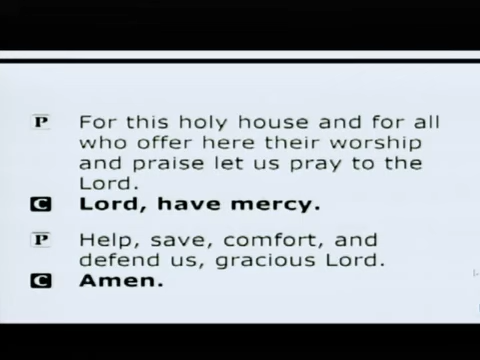 P For this holy house and for all
who offer here their worship
and praise let us pray to the
Lord.
C Lord, have mercy.
P Help, save, comfort, and
defend us, gracious Lord.
C Amen.